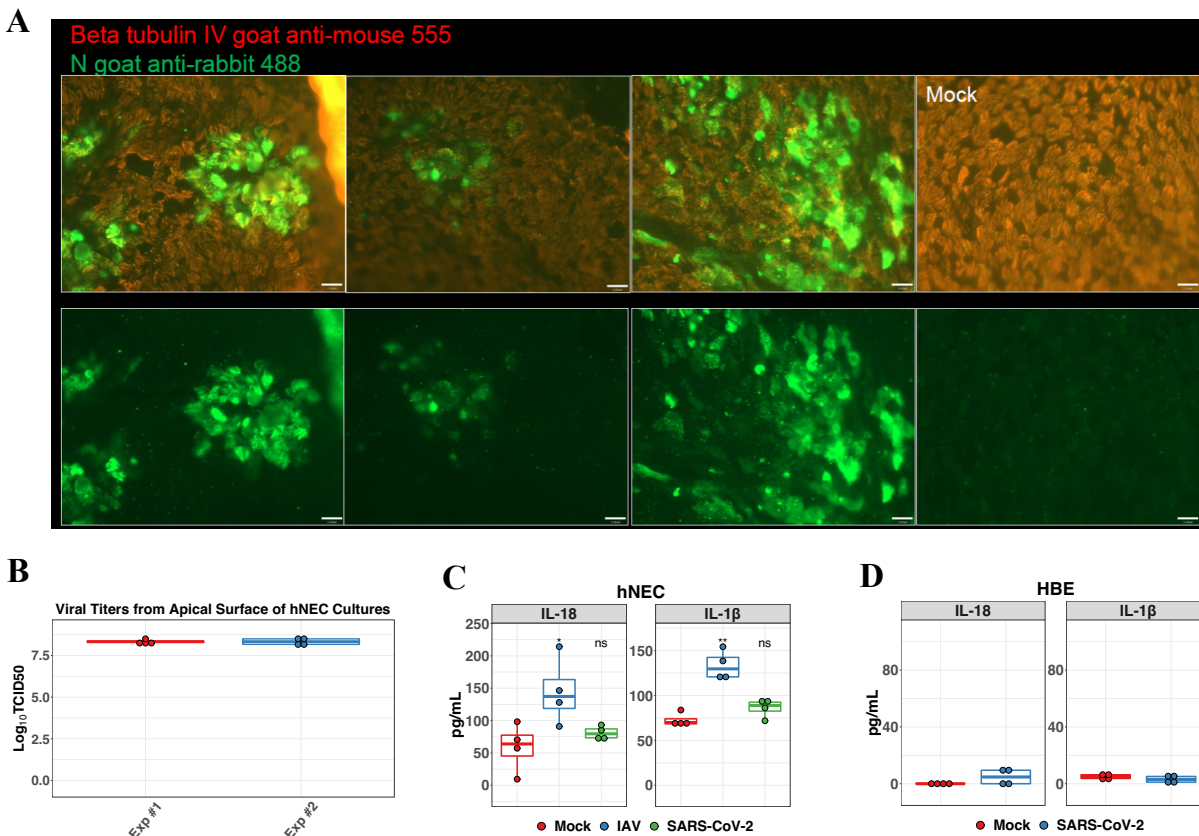 A
Beta tubulin IV goat anti-mouse 555
N goat anti-rabbit 488
Mock
B
Viral Titers from Apical Surface of hNEC Cultures
Log10TCID50
7.5
5.0
2.5
0.0
Exp #1
Exp #2
C
hNEC
IL-18
IL-1β
pg/mL
250
200
150
100
50
0
*
ns
150
100
50
0
**
ns
Mock
IAV
SARS-CoV-2
D
HBE
IL-18
IL-1β
pg/mL
80
40
0
80
40
0
Mock
SARS-CoV-2